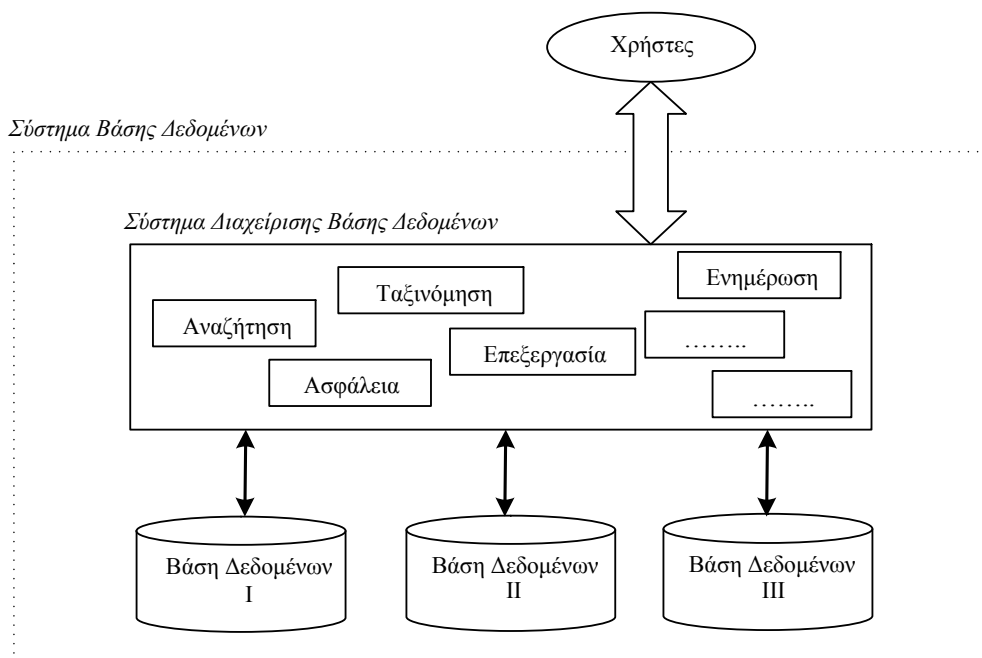 Χρήστες
Σύστημα Βάσης Δεδομένων
Σύστημα Διαχείρισης Βάσης Δεδομένων
Ενημέρωση
Ταξινόμηση
Αναζήτηση
Επεξεργασία
……..
Ασφάλεια
……..
Βάση Δεδομένων
I
Βάση Δεδομένων
II
Βάση Δεδομένων
III